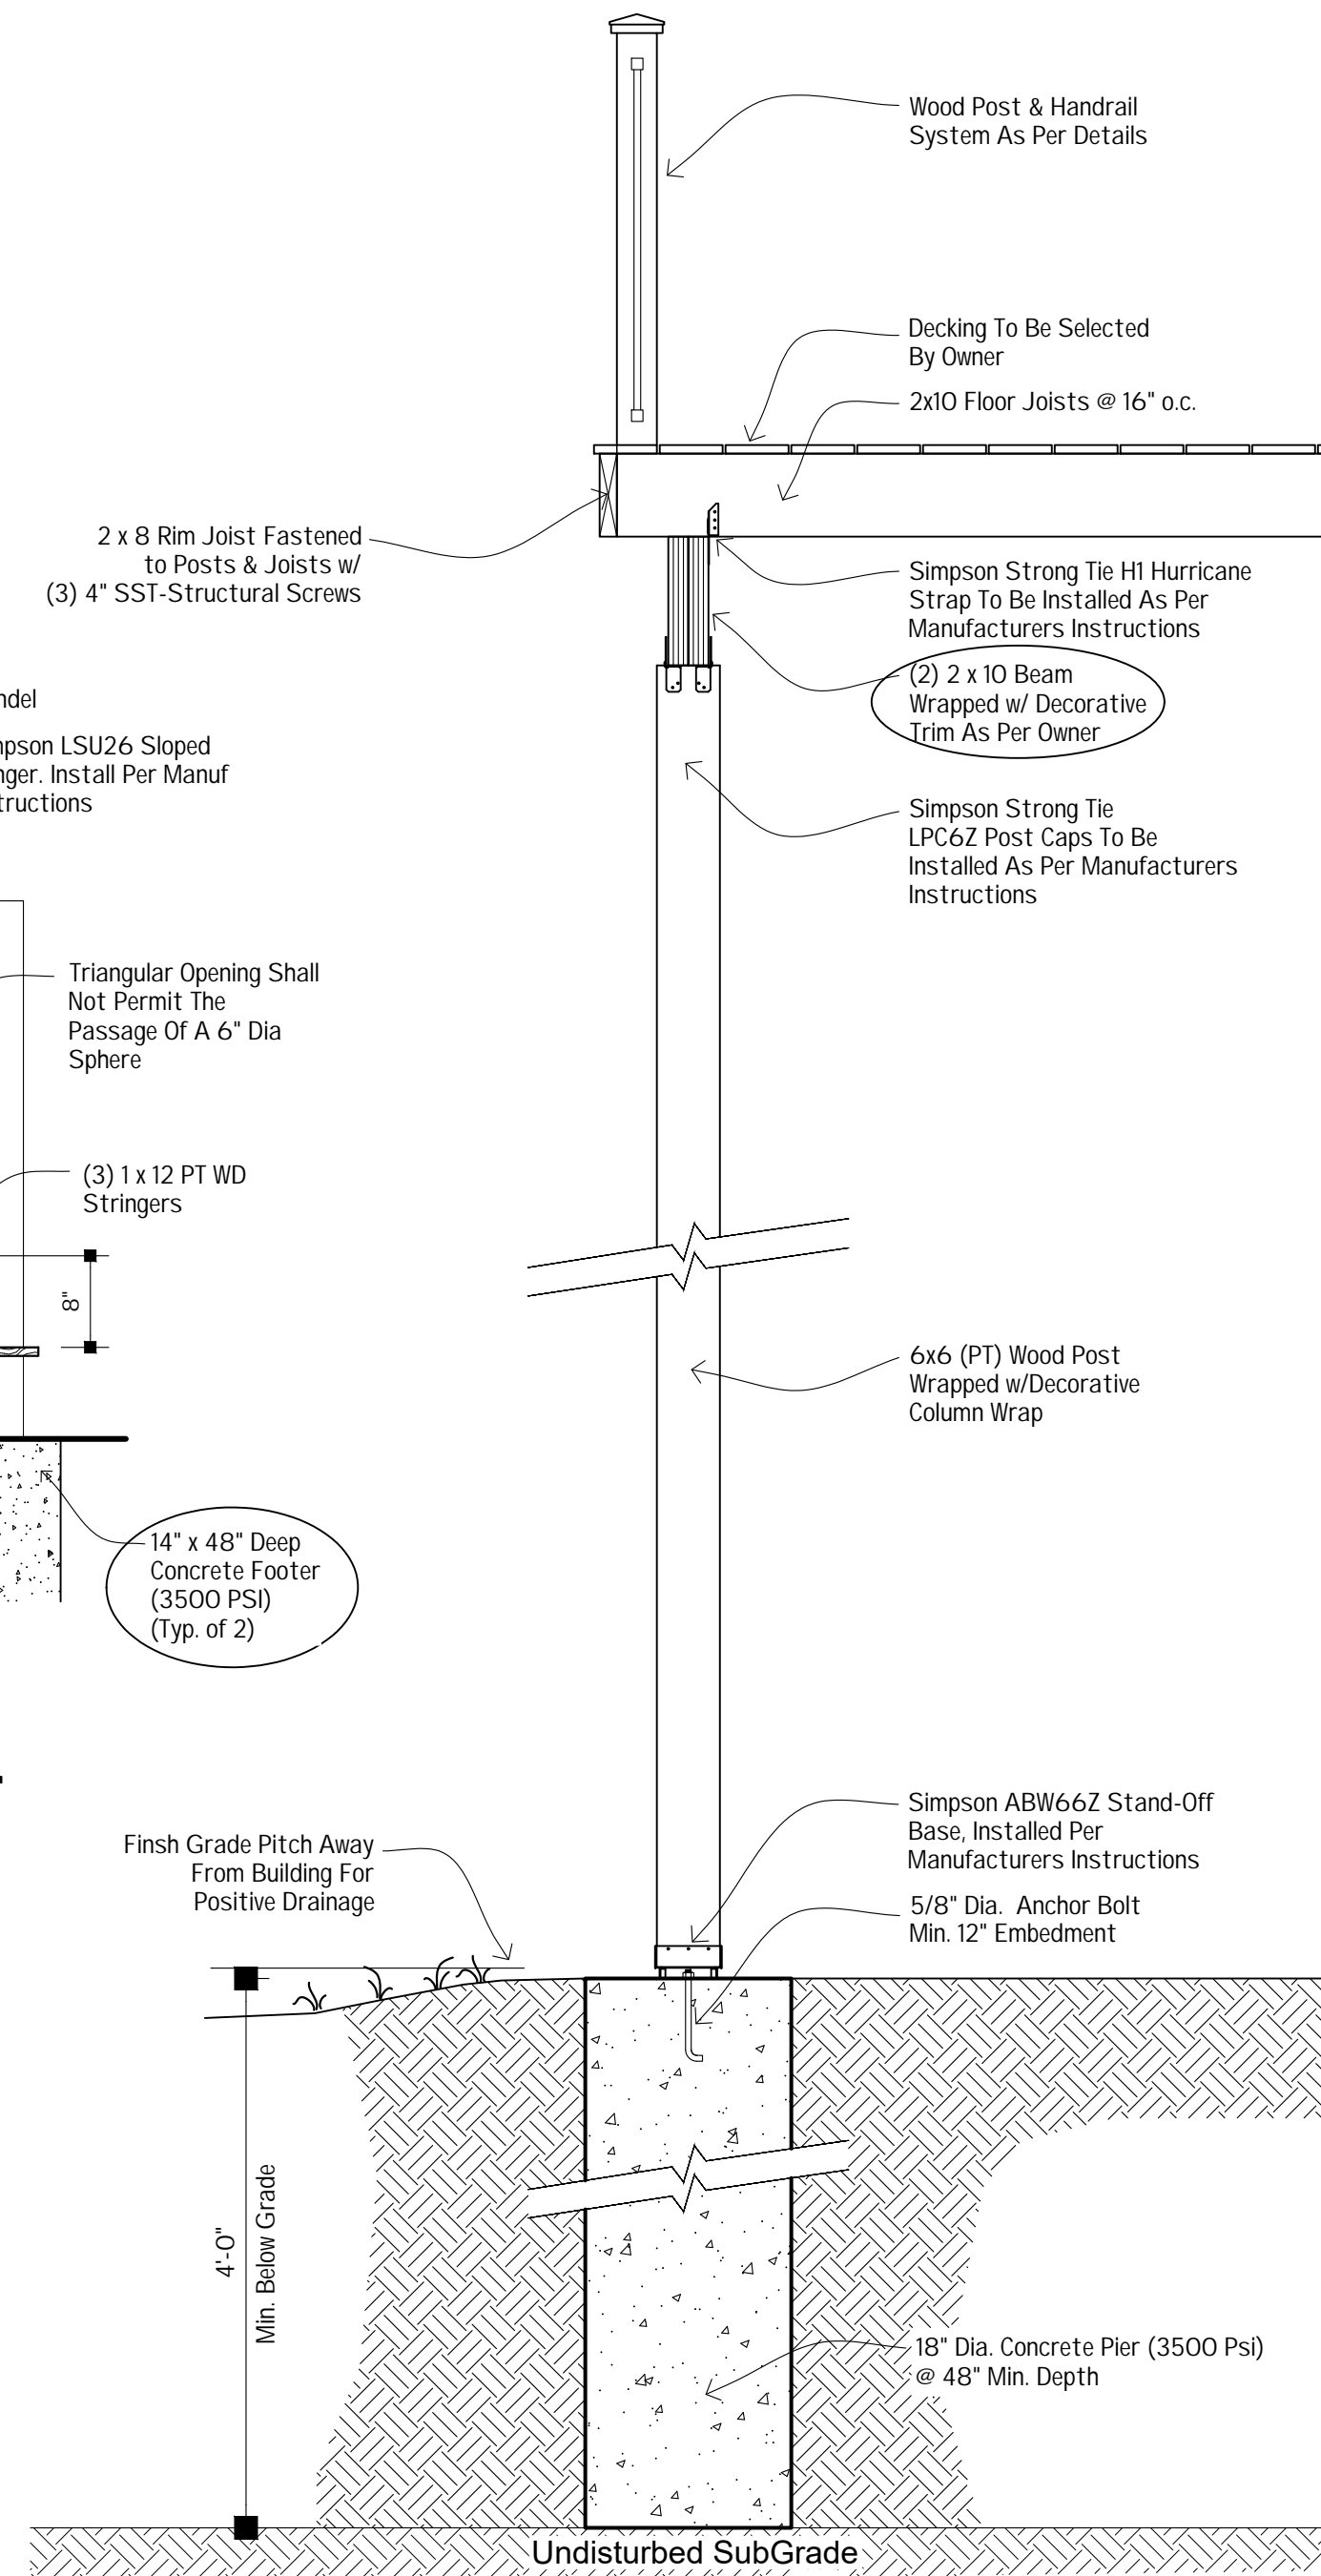 Wood Post & Handrail
System As Per Details
Decking To Be Selected
By Owner
2x10 Floor Joists @ 16" o.c.
2 x 8 Rim Joist Fastened
to Posts & Joists w/
(3) 4" SST-Structural Screws
Simpson Strong Tie H1 Hurricane
Strap To Be Installed As Per
Manufacturers Instructions
(2) 2 x 10 Beam
Wrapped w/ Decorative
Trim As Per Owner
LSU26 Sloped
Install Per Manuf
Simpson Strong Tie
LPC6Z Post Caps To Be
Installed As Per Manufacturers
Instructions
Triangular Opening Shall
Not Permit The
Passage Of A 6" Dia
Sphere
(3) 1 x 12 PT WD
Stringers
8"
6x6 (PT) Wood Post
Wrapped w/Decorative
Column Wrap
14" x 48" Deep
Concrete Footer
(3500 PSI)
(Typ. of 2)
Simpson ABW66Z Stand-Off
Base, Installed Per
Manufacturers Instructions
5/8" Dia. Anchor Bolt
Min. 12" Embedment
Finsh Grade Pitch Away
From Building For
Positive Drainage
4'-0"
Min. Below Grade
18" Dia. Concrete Pier (3500 Psi)
@ 48" Min. Depth
Undisturbed SubGrade